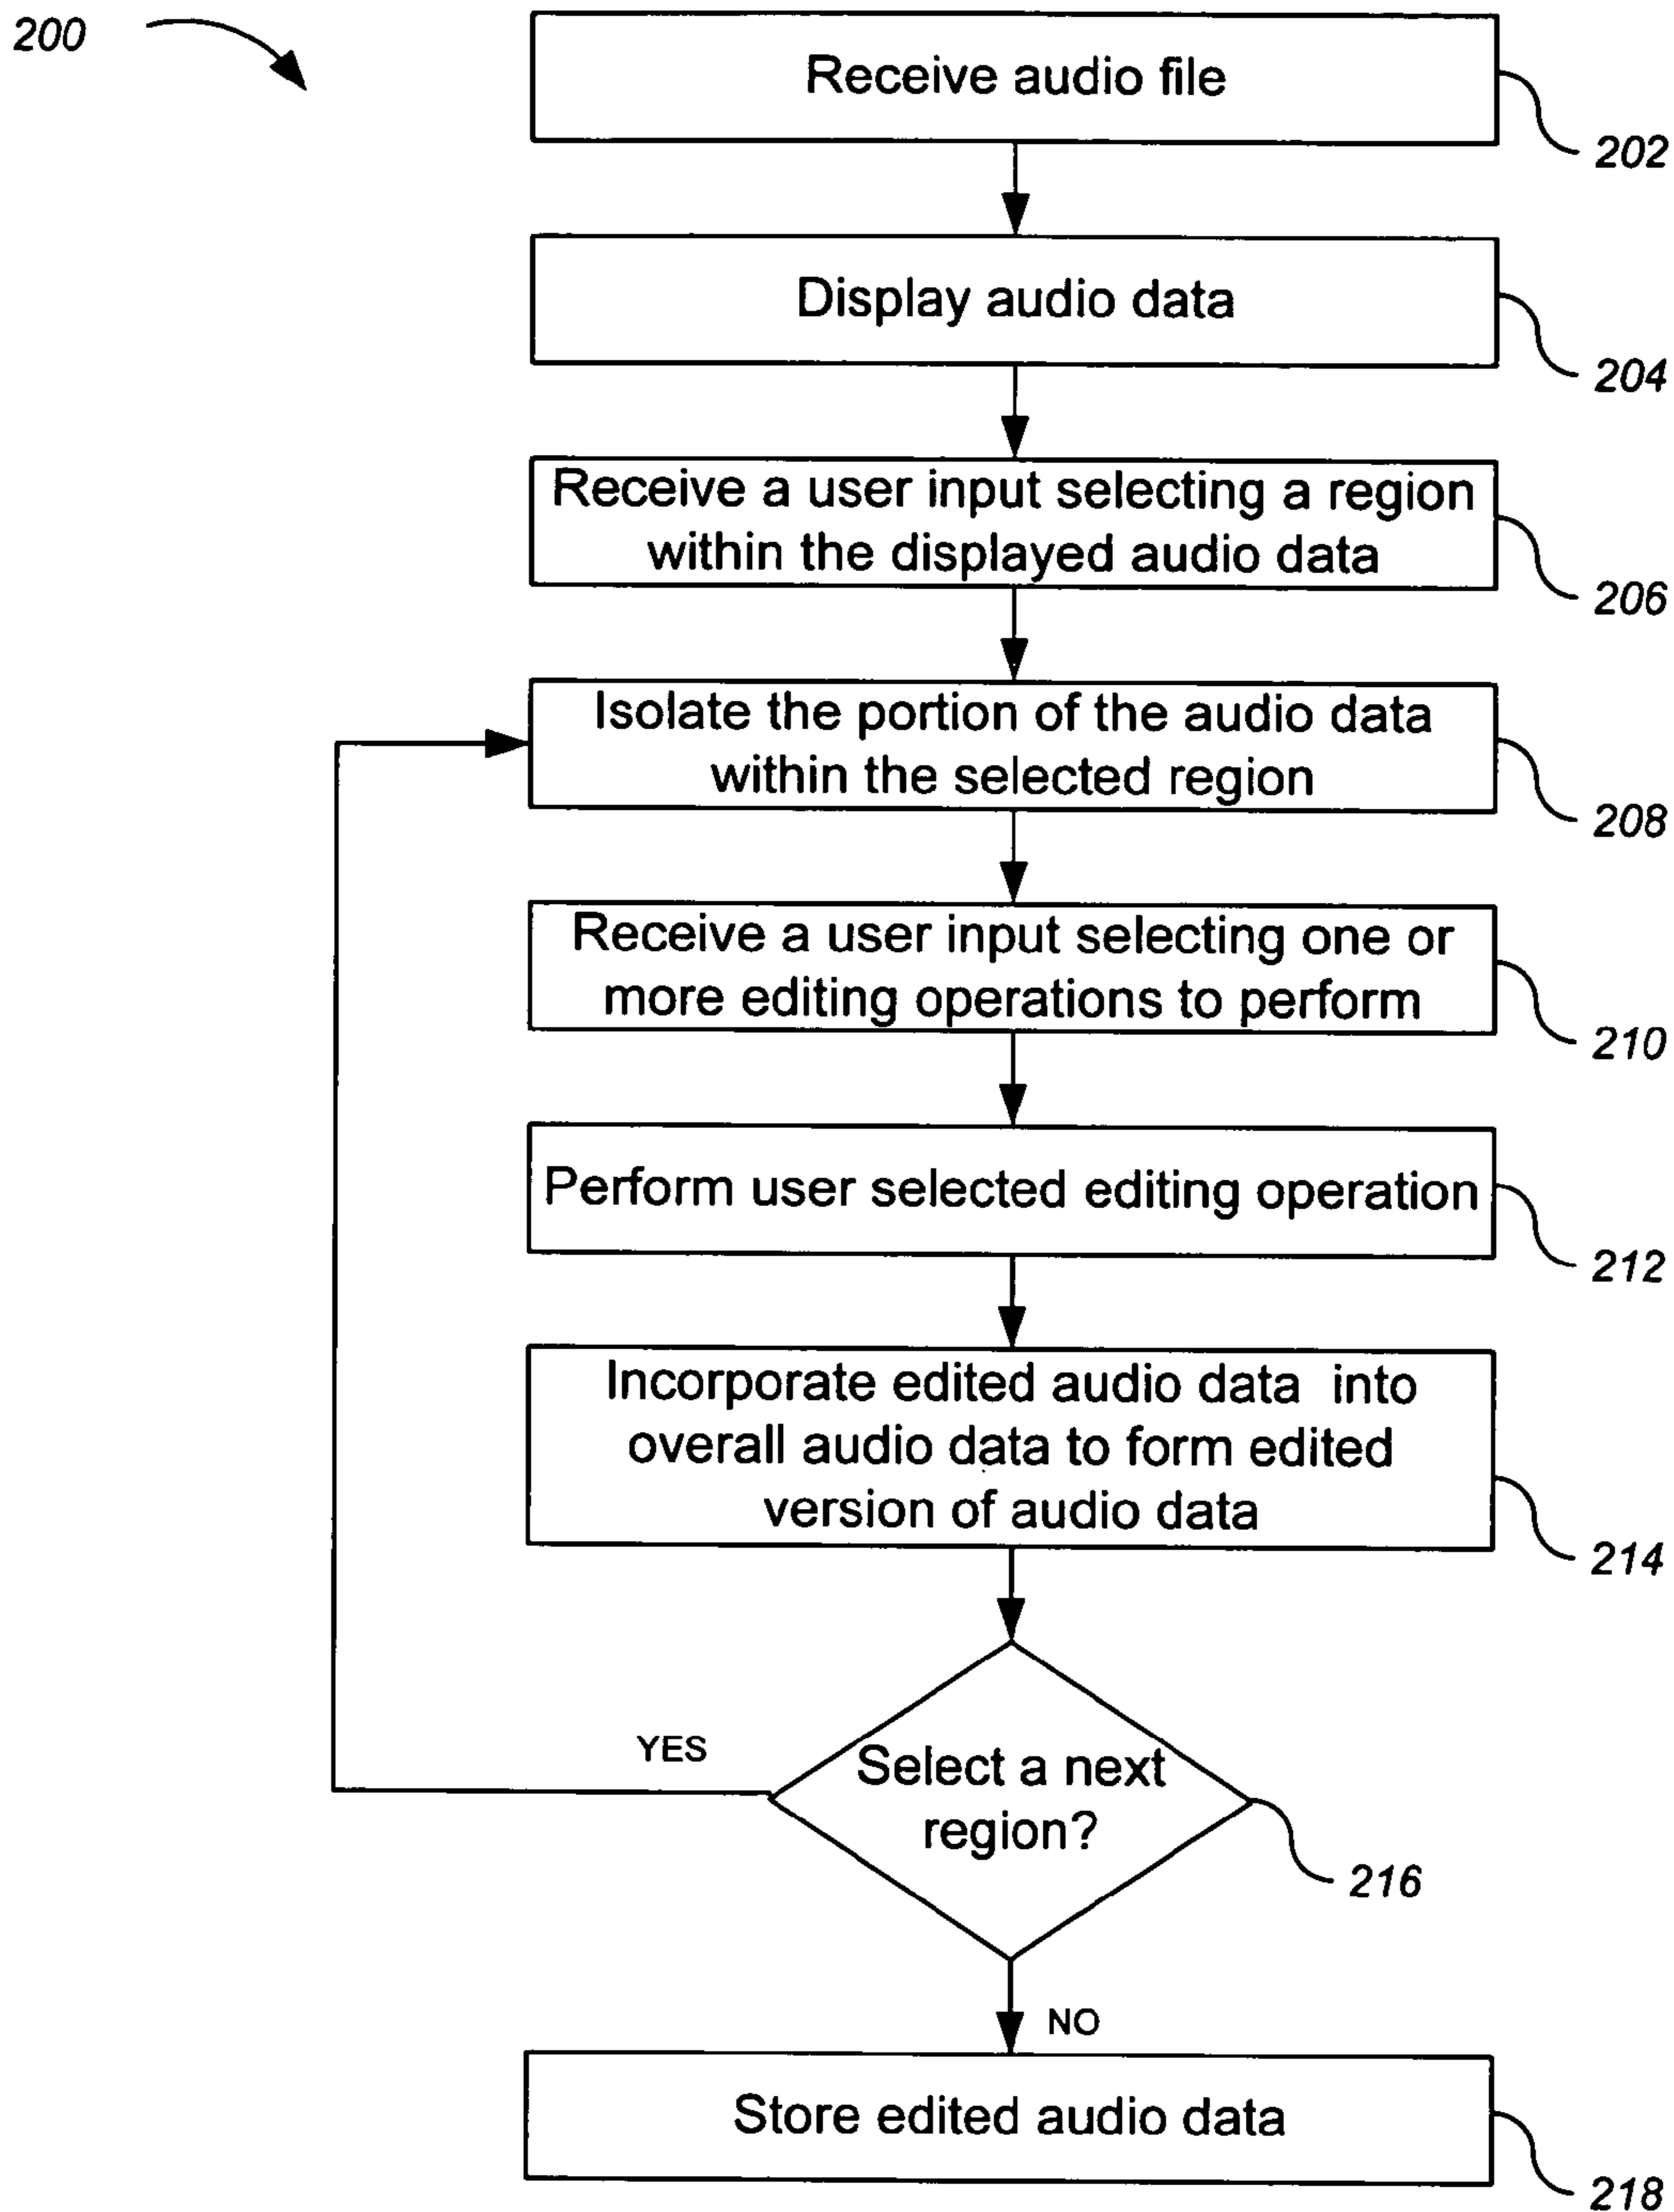 200
Receive audio file
202
Display audio data
204
Receive a user input selecting a region
within the displayed audio data
206
Isolate the portion of the audio data
within the selected region
208
Receive a user input selecting one or
more editing operations to perform
210
Perform user selected editing operation
212
Incorporate edited audio data into
overall audio data to form edited
version of audio data
214
YES
Select a next
region?
216
NO
Store edited audio data
218